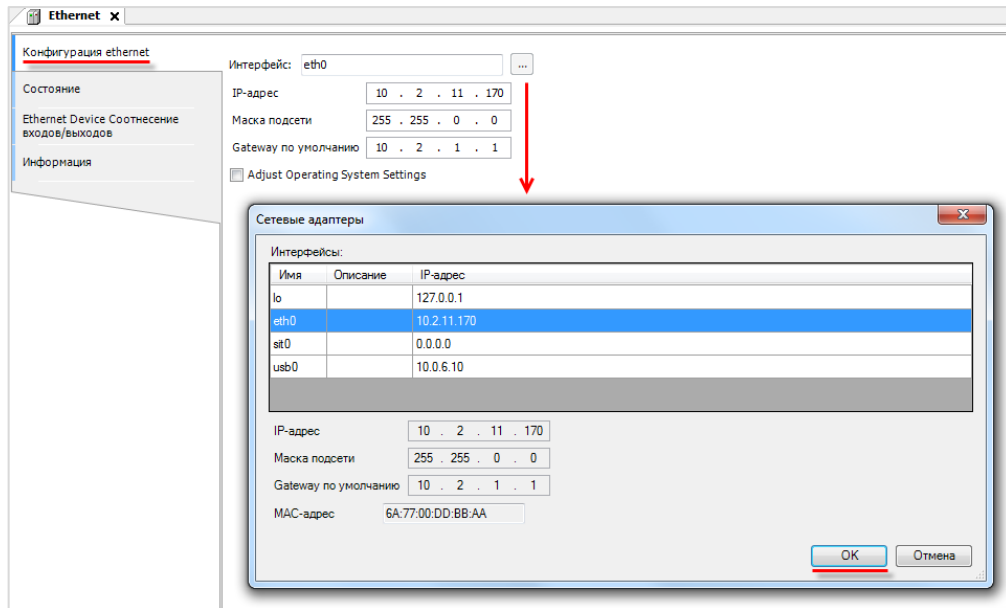 Ethernet x
Конфигурация ethernet
Состояние
Ethernet Device Соотнесение
входов/выходов
Информация
Интерфейс: eth0 ...
IP-адрес 10 . 2 . 11 . 170
Маска подсети 255 . 255 . 0 . 0
Gateway по умолчанию 10 . 2 . 1 . 1
Adjust Operating System Settings
Сетевые адаптеры
Интерфейсы:
Имя Описание IP-адрес
lo 127.0.0.1
eth0 10.2.11.170
sit0 0.0.0.0
usb0 10.0.6.10
IP-адрес 10 . 2 . 11 . 170
Маска подсети 255 . 255 . 0 . 0
Gateway по умолчанию 10 . 2 . 1 . 1
MAC-адрес 6A:77:00:DD:BB:AA
OK Отмена